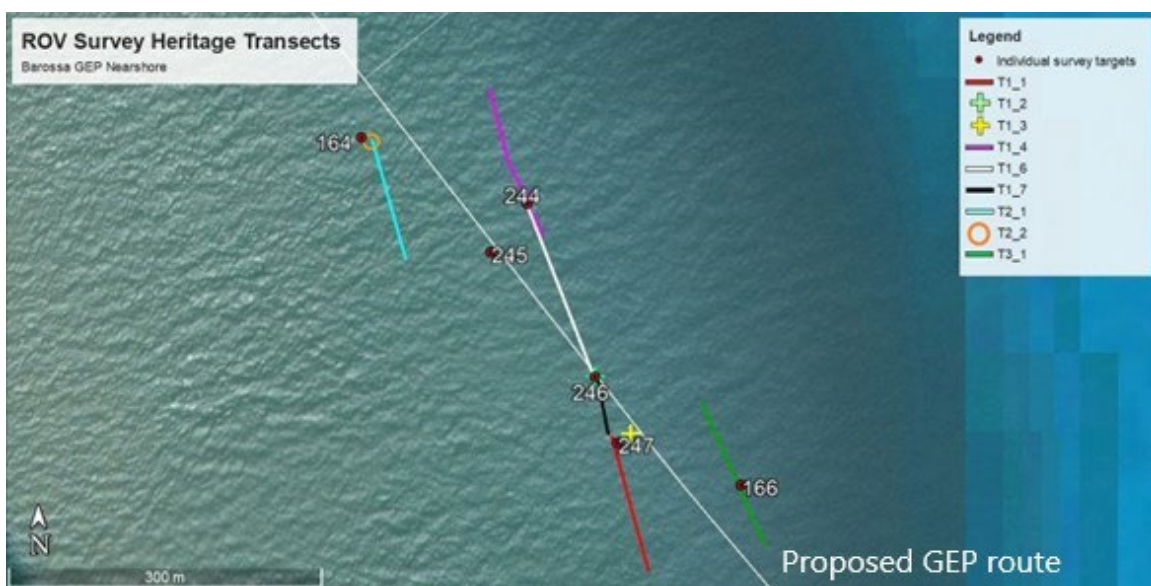 ROV Survey Heritage Transects
Barossa GEP Nearshore
Legend
Individual survey targets
T1_1
T1_2
T1_3
T1_4
T1_6
T1_7
T2_1
T2_2
T3_1
164
244
245
246
247
166
N
300 m
Proposed GEP route